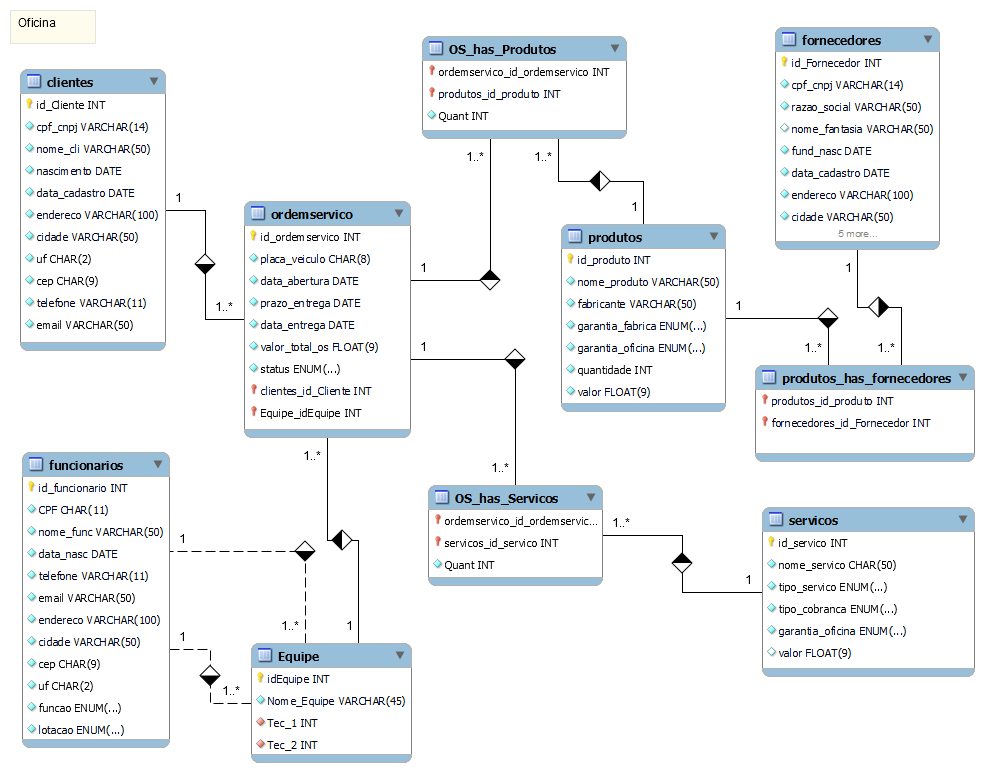 Oficina
clientes
id_Cliente INT
cpf_cnpj VARCHAR(14)
nome_cli VARCHAR(50)
nascimento DATE
data_cadastro DATE
endereco VARCHAR(100)
cidade VARCHAR(50)
uf CHAR(2)
cep CHAR(9)
telefone VARCHAR(11)
email VARCHAR(50)
1
1..*
ordemservico
id_ordemservico INT
placa_veiculo CHAR(8)
data_abertura DATE
prazo_entrega DATE
data_entrega DATE
valor_total_os FLOAT(9)
status ENUM(...)
clientes_id_Cliente INT
Equipe_idEquipe INT
1
1..*
1
1..*
1..*
1
OS_has_Produtos
ordemservico_id_ordemservico INT
produtos_id_produto INT
Quant INT
1..*
1
produtos
id_produto INT
nome_produto VARCHAR(50)
fabricante VARCHAR(50)
garantia_fabrica ENUM(...)
garantia_oficina ENUM(...)
quantidade INT
valor FLOAT(9)
1
1..*
fornecedores
id_Fornecedor INT
cpf_cnpj VARCHAR(14)
razao_social VARCHAR(50)
nome_fantasia VARCHAR(50)
fund_nasc DATE
data_cadastro DATE
endereco VARCHAR(100)
cidade VARCHAR(50)
5 more...
1
1..*
produtos_has_fornecedores
produtos_id_produto INT
fornecedores_id_Fornecedor INT
funcionarios
id_funcionario INT
CPF CHAR(11)
nome_func VARCHAR(50)
data_nasc DATE
telefone VARCHAR(11)
email VARCHAR(50)
endereco VARCHAR(100)
cidade VARCHAR(50)
cep CHAR(9)
uf CHAR(2)
funcao ENUM(...)
lotacao ENUM(...)
1
1..*
1
1..*
Equipe
idEquipe INT
Nome_Equipe VARCHAR(45)
Tec_1 INT
Tec_2 INT
OS_has_Servicos
ordemservico_id_ordemservic...
servicos_id_servico INT
Quant INT
1..*
1
servicos
id_servico INT
nome_servico CHAR(50)
tipo_servico ENUM(...)
tipo_cobranca ENUM(...)
garantia_oficina ENUM(...)
valor FLOAT(9)